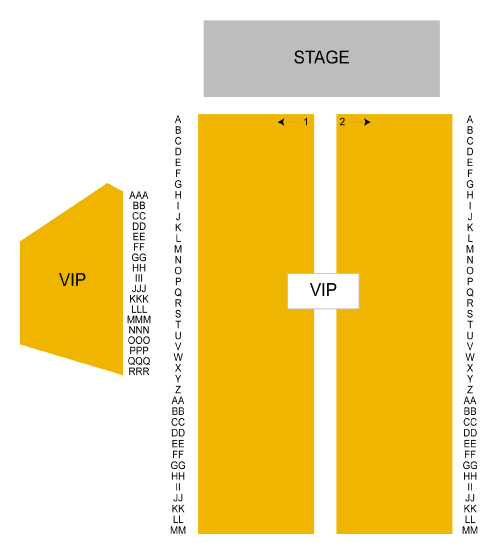 STAGE
1 2
A
B
C
D
E
F
G
H
I
J
K
L
M
N
O
P
Q
R
S
T
U
V
W
X
Y
Z
AA
BB
CC
DD
EE
FF
GG
HH
II
JJ
KK
LL
MM
A
B
C
D
E
F
G
H
I
J
K
L
M
N
O
P
Q
R
S
T
U
V
W
X
Y
Z
AA
BB
CC
DD
EE
FF
GG
HH
II
JJ
KK
LL
MM
VIP
VIP
AAA
BB
CC
DD
EE
FF
GG
HH
III
JJJ
KKK
LLL
MMM
NNN
OOO
PPP
QQQ
RRR